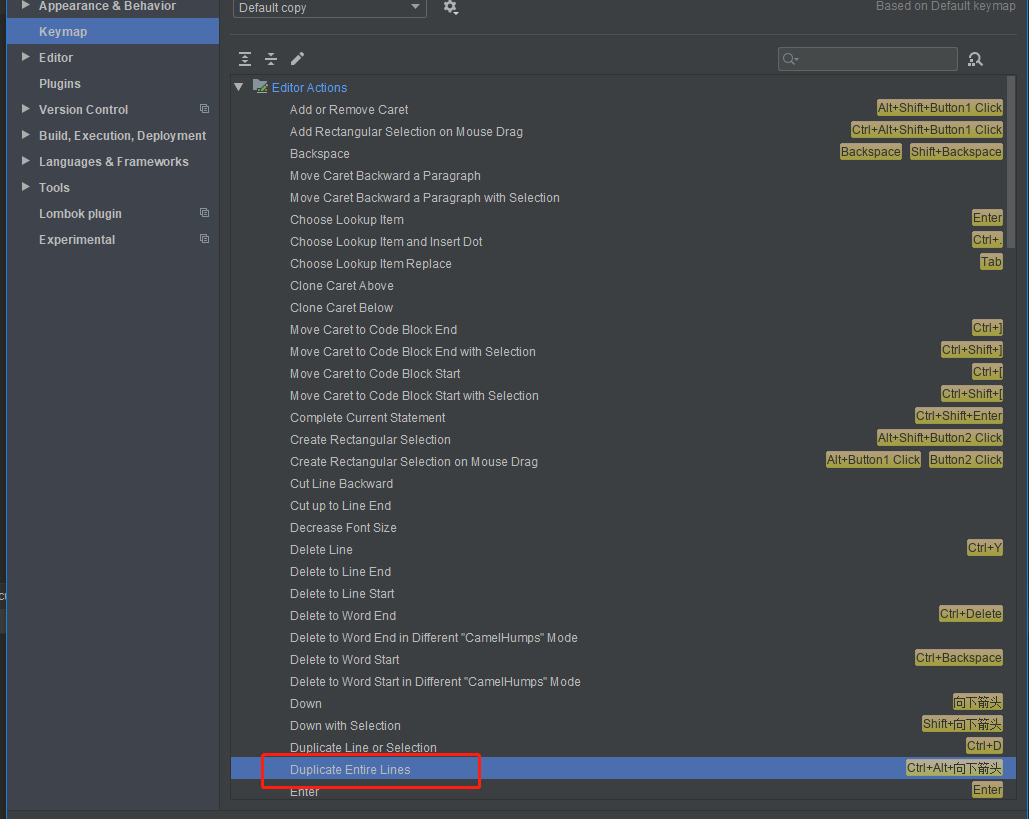 Appearance & Behavior
Keymap
Editor
Plugins
Version Control
Build, Execution, Deployment
Languages & Frameworks
Tools
Lombok plugin
Experimental
Default copy
Based on Default keymap
Editor Actions
Add or Remove Caret Alt+Shift+Button1 Click
Add Rectangular Selection on Mouse Drag Ctrl+Alt+Shift+Button1 Click
Backspace Backspace Shift+Backspace
Move Caret Backward a Paragraph
Move Caret Backward a Paragraph with Selection
Choose Lookup Item Enter
Choose Lookup Item and Insert Dot Ctrl+.
Choose Lookup Item Replace Tab
Clone Caret Above
Clone Caret Below
Move Caret to Code Block End Ctrl+]
Move Caret to Code Block End with Selection Ctrl+Shift+]
Move Caret to Code Block Start Ctrl+[
Move Caret to Code Block Start with Selection Ctrl+Shift+[
Complete Current Statement Ctrl+Shift+Enter
Create Rectangular Selection Alt+Shift+Button2 Click
Create Rectangular Selection on Mouse Drag Alt+Button1 Click Button2 Click
Cut Line Backward
Cut up to Line End
Decrease Font Size
Delete Line Ctrl+Y
Delete to Line End
Delete to Line Start
Delete to Word End Ctrl+Delete
Delete to Word End in Different "CamelHumps" Mode
Delete to Word Start Ctrl+Backspace
Delete to Word Start in Different "CamelHumps" Mode
Down 向下箭头
Down with Selection Shift+向下箭头
Duplicate Line or Selection Ctrl+D
Duplicate Entire Lines Ctrl+Alt+向下箭头
Enter Enter